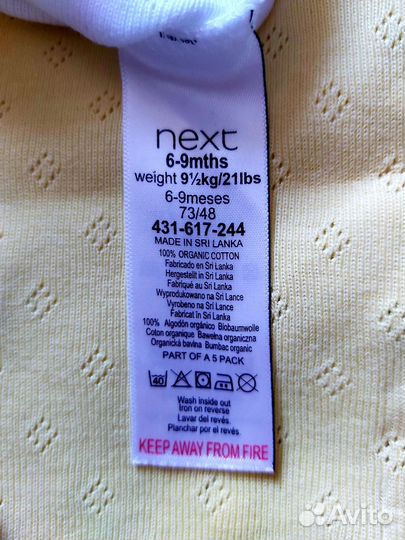 next
6-9mths
weight 9½kg/21lbs
6-9meses
73/48
431-617-244
MADE IN SRI LANKA
100% ORGANIC COTTON
Fabricado en Sri Lanka
Hergestellt in Sri Lanka
Fabriqué au Sri Lanka
Wyprodukowano na Sri Lance
Vyrobeno na Sri Lance
Fabricat în Sri Lanka
100% Algodón orgánico Biobaumwolle
Coton organique Bawełna organiczna
Organická bavlna Bumbac organic
PART OF A 5 PACK
40
Wash inside out
Iron on reverse
Lavar del revés.
Planchar por el revés.
KEEP AWAY FROM FIRE
Avito